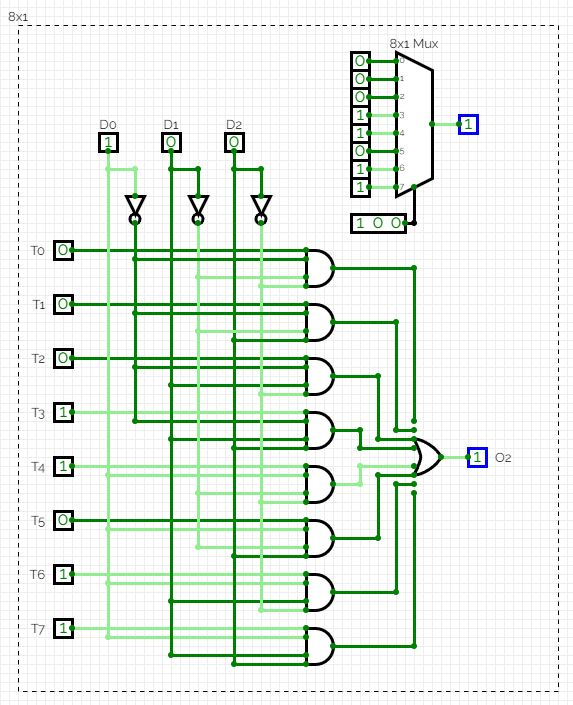 8x1
8x1 Mux
0 0
0 1
0 2
1 3
1 4
0 5
1 6
1 7
1
1 0 0
D0 D1 D2
1 0 0
T0 0
T1 0
T2 0
T3 1
T4 1
T5 0
T6 1
T7 1
1 O2